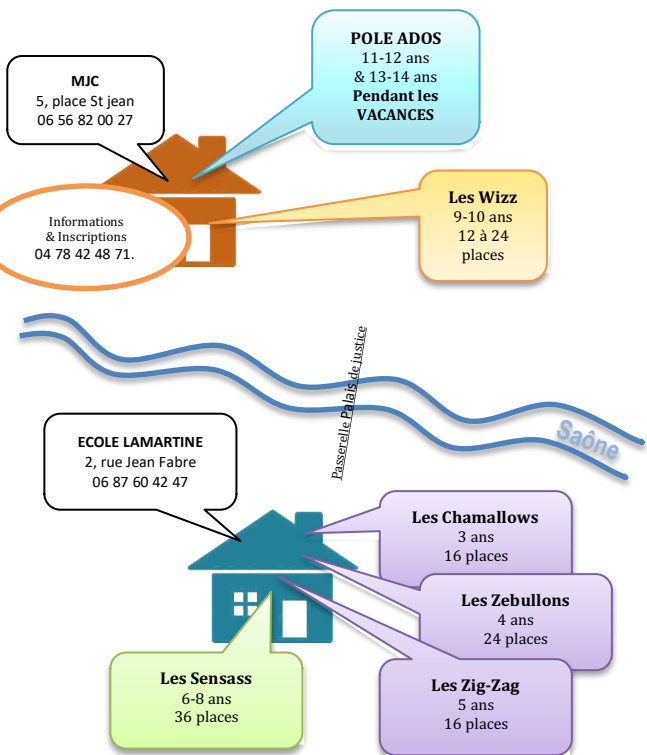 POLE ADOS
11-12 ans
& 13-14 ans
Pendant les
VACANCES
MJC
5, place St jean
06 56 82 00 27
Les Wizz
9-10 ans
12 à 24
places
Informations
& Inscriptions
04 78 42 48 71.
Passerelle Palais de justice
Saône
ECOLE LAMARTINE
2, rue Jean Fabre
06 87 60 42 47
Les Chamallows
3 ans
16 places
Les Zebullons
4 ans
24 places
Les Sensass
6-8 ans
36 places
Les Zig-Zag
5 ans
16 places